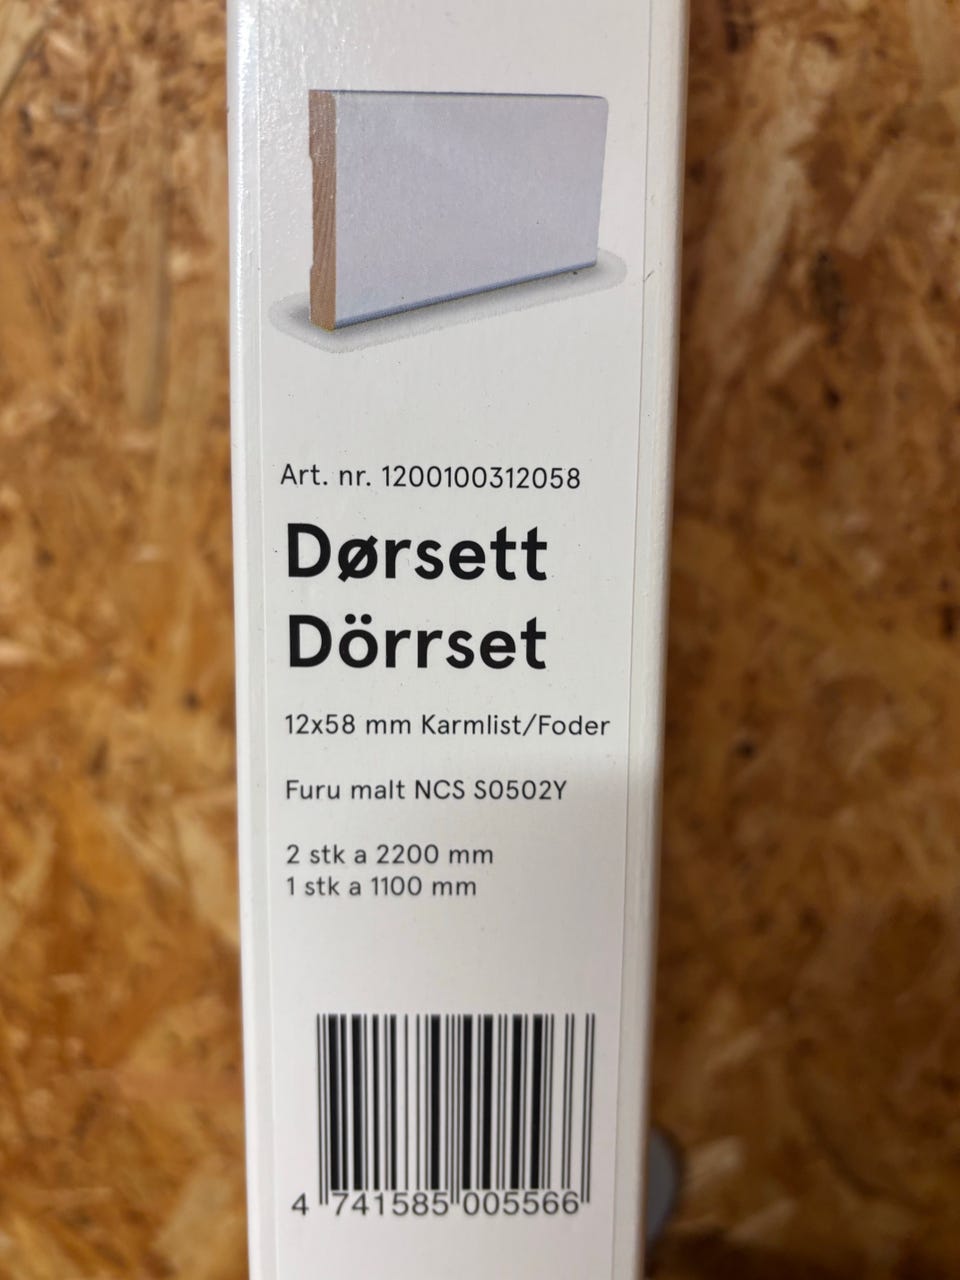 Art. nr. 1200100312058
Dørsett
Dörrset
12x58 mm Karmlist/Foder
Furu malt NCS S0502Y
2 stk a 2200 mm
1 stk a 1100 mm
4 741585 005566